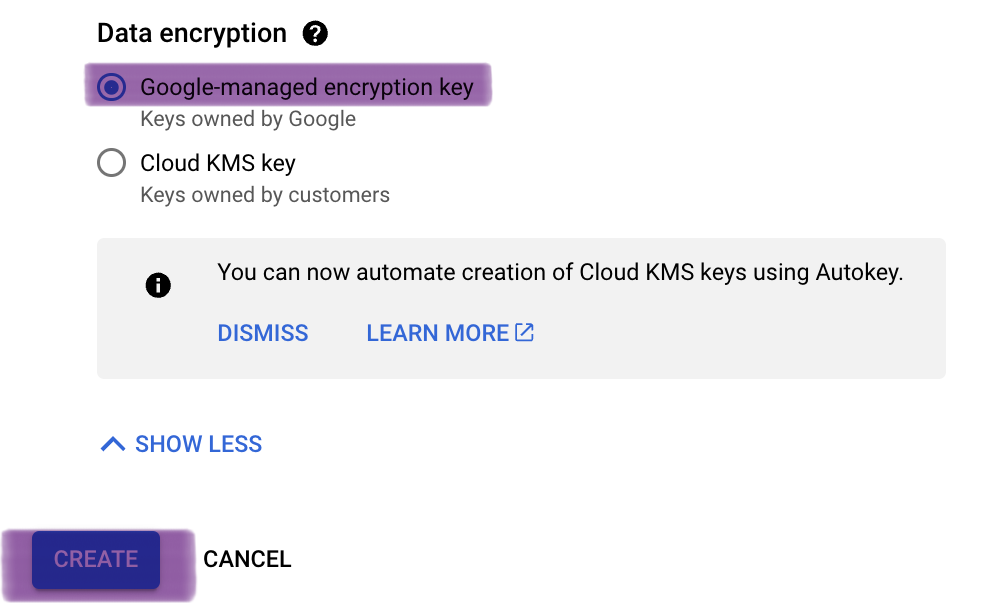 Data encryption
Google-managed encryption key
Keys owned by Google
Cloud KMS key
Keys owned by customers
You can now automate creation of Cloud KMS keys using Autokey.
DISMISS LEARN MORE
SHOW LESS
CREATE CANCEL